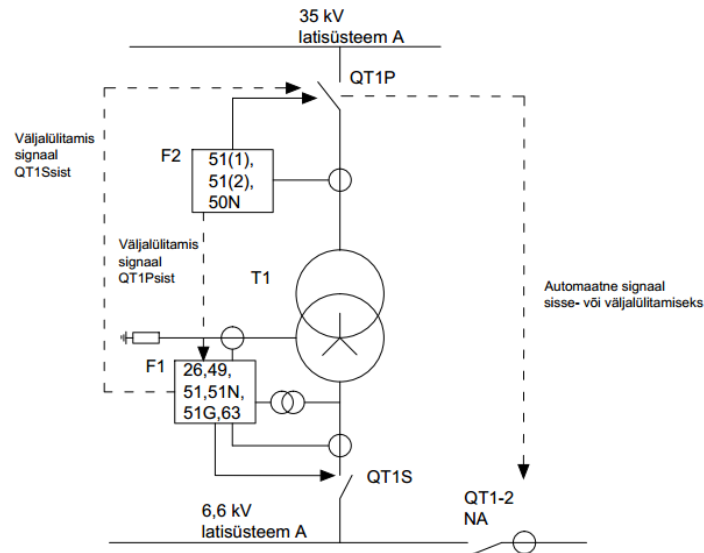 35 kV
latisüsteem A
QT1P
Väljalülitamis
signaal
QT1Ssist
F2
51(1),
51(2),
50N
Väljalülitamis
signaal
QT1Psist
T1
Automaatne signaal
sisse- või väljalülitamiseks
F1
26,49,
51,51N,
51G,63
QT1S
6,6 kV
latisüsteem A
QT1-2
NA